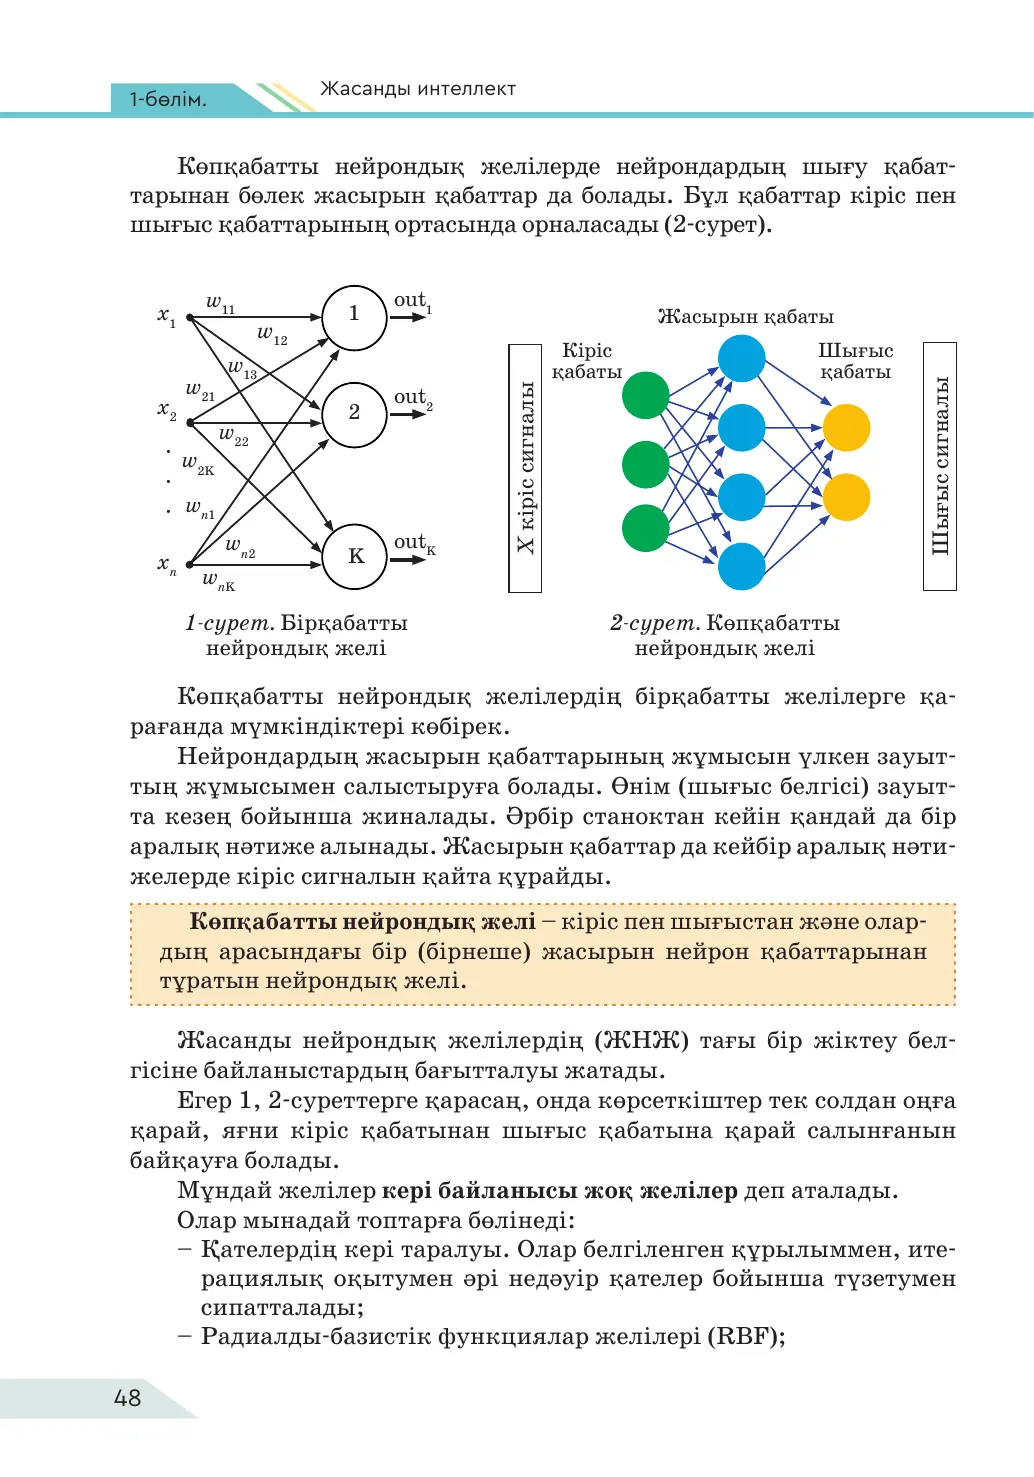 1-бөлім.
Жасанды интеллект
Көпқабатты нейрондық желілерде нейрондардың шығу қабат-
тарынан бөлек жасырын қабаттар да болады. Бұл қабаттар кіріс пен
шығыс қабаттарының ортасында орналасады (2-сурет).
x1
w11
w12
w13
x2
w21
w22
w2K
.
.
.
wn1
xn
wn2
wnK
1
2
K
out1
out2
outK
1-сурет. Бірқабатты
нейрондық желі
X кіріс сигналы
Кіріс
қабаты
Жасырын қабаты
Шығыс
қабаты
Шығыс сигналы
2-сурет. Көпқабатты
нейрондық желі
Көпқабатты нейрондық желілердің бірқабатты желілерге қа-
рағанда мүмкіндіктері көбірек.
Нейрондардың жасырын қабаттарының жұмысын үлкен зауыт-
тың жұмысымен салыстыруға болады. Өнім (шығыс белгісі) зауыт-
та кезең бойынша жиналады. Әрбір станоктан кейін қандай да бір
аралық нәтиже алынады. Жасырын қабаттар да кейбір аралық нәти-
желерде кіріс сигналын қайта құрайды.
Көпқабатты нейрондық желі – кіріс пен шығыстан және олар-
дың арасындағы бір (бірнеше) жасырын нейрон қабаттарынан
тұратын нейрондық желі.
Жасанды нейрондық желілердің (ЖНЖ) тағы бір жіктеу бел-
гісіне байланыстардың бағытталуы жатады.
Егер 1, 2-суреттерге қарасаң, онда көрсеткіштер тек солдан оңға
қарай, яғни кіріс қабатынан шығыс қабатына қарай салынғанын
байқауға болады.
Мұндай желілер кері байланысы жоқ желілер деп аталады.
Олар мынадай топтарға бөлінеді:
– Қателердің кері таралуы. Олар белгіленген құрылыммен, ите-
рациялық оқытумен әрі недәуір қателер бойынша түзетумен
сипатталады;
– Радиалды-базистік функциялар желілері (RBF);
48